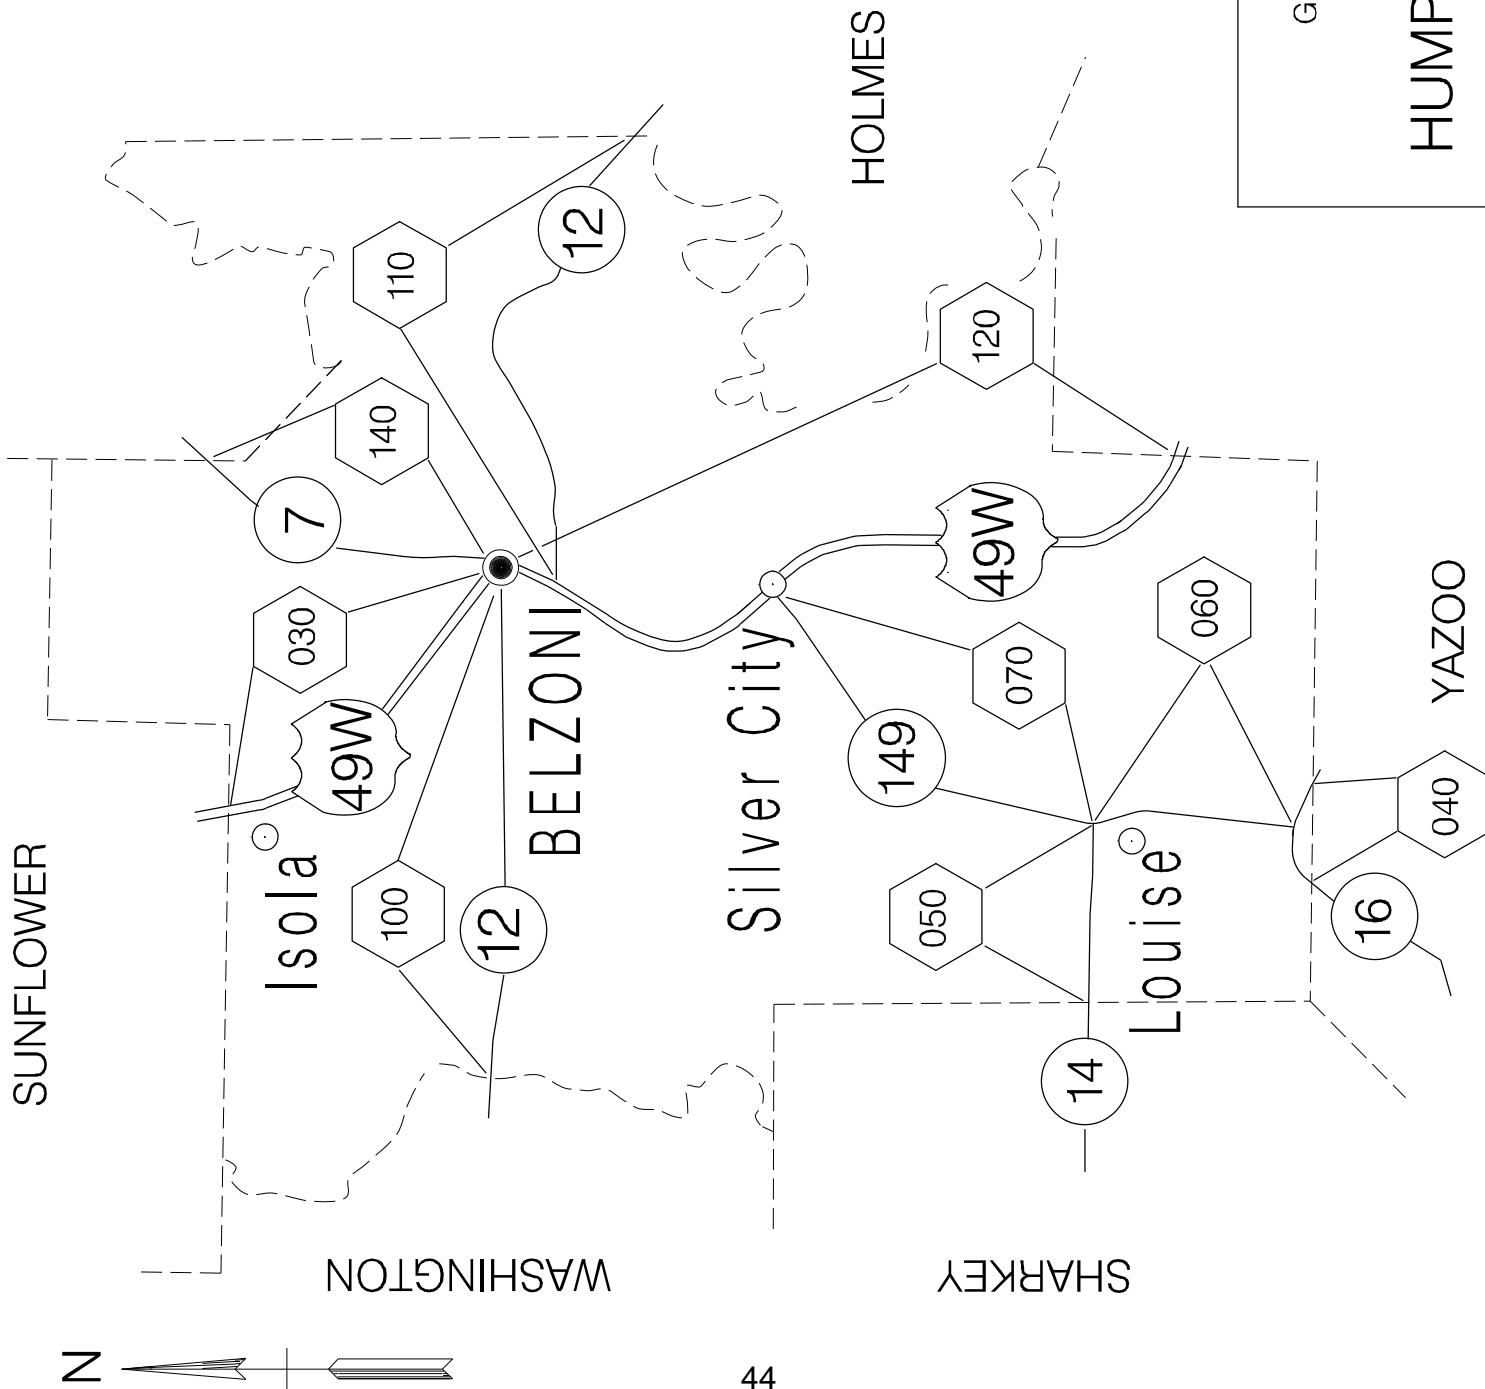 SUNFLOWER
HOLMES
WASHINGTON
SHARKEY
YAZOO
HUMP
G
N
Isola
BELZONI
Silver City
Louise
7
12
12
14
16
149
49W
49W
030
040
050
060
070
100
110
120
140
44